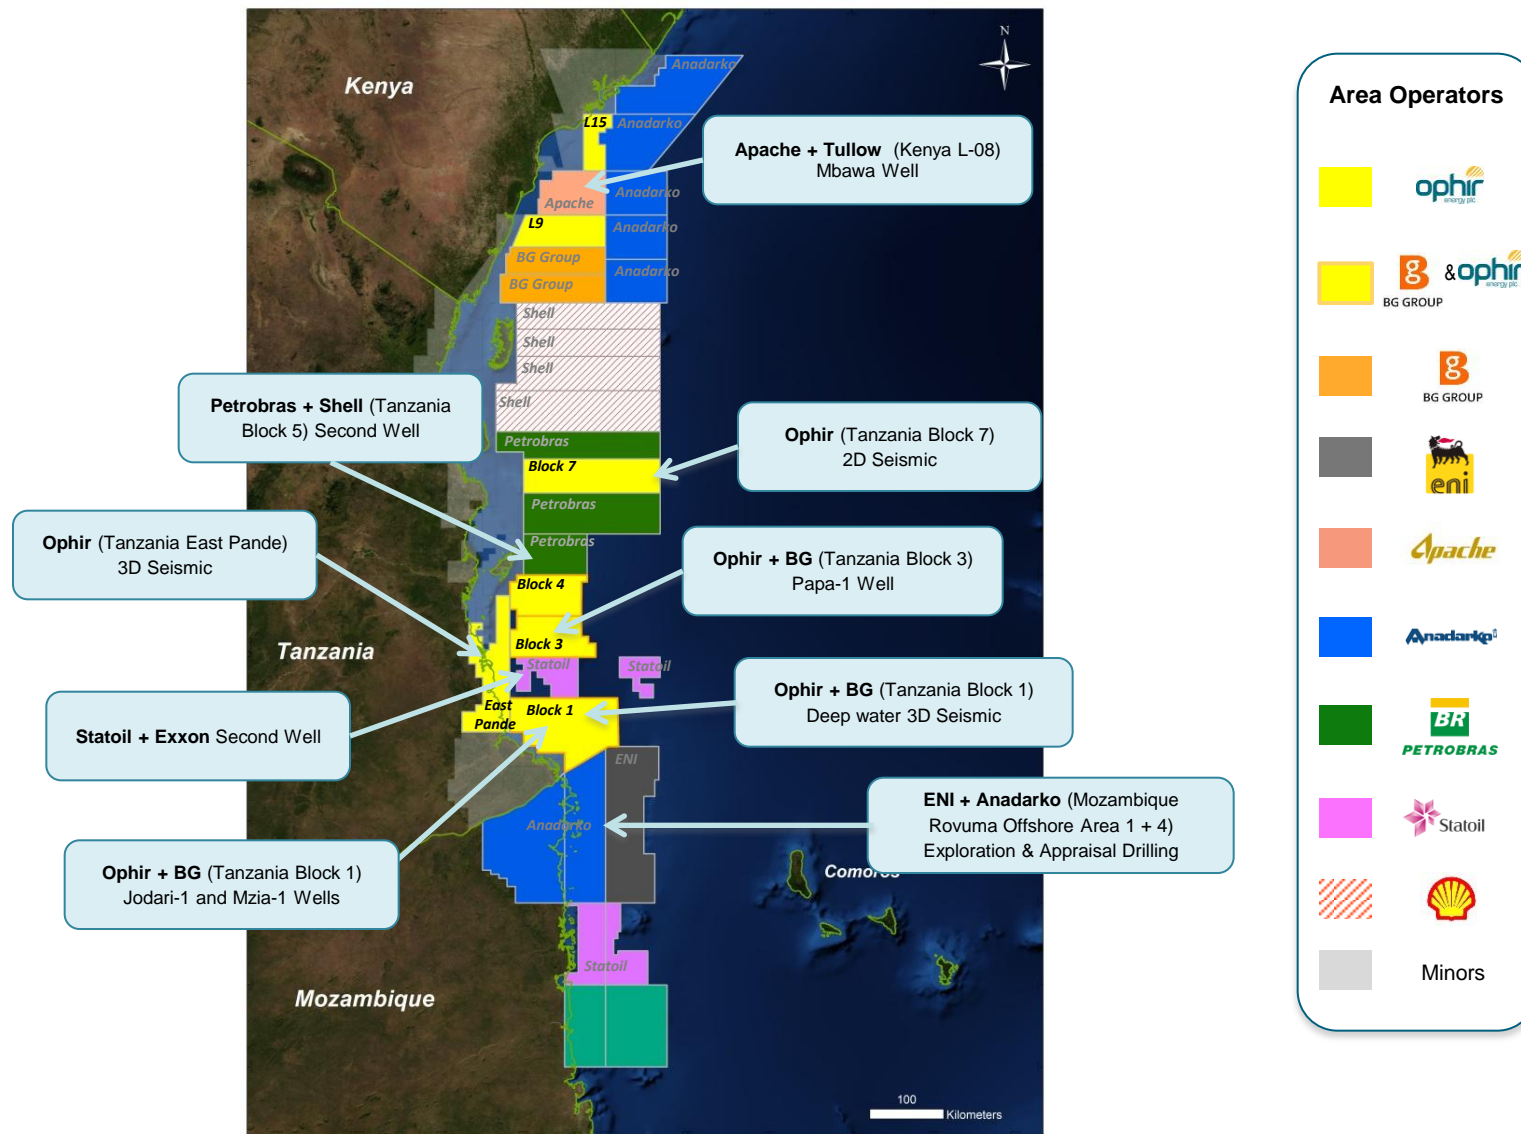 N
Kenya
Anadarko
L15
Anadarko
Apache + Tullow (Kenya L-08)
Mbawa Well
Apache
Anadarko
L9
Anadarko
BG Group
BG Group
Anadarko
Shell
Shell
Shell
Shell
Petrobras + Shell (Tanzania
Block 5) Second Well
Petrobras
Block 7
Ophir (Tanzania Block 7)
2D Seismic
Petrobras
Petrobras
Ophir (Tanzania East Pande)
3D Seismic
Ophir + BG (Tanzania Block 3)
Papa-1 Well
Block 4
Block 3
Tanzania
Statoil
Statoil
East
Pande
Block 1
Ophir + BG (Tanzania Block 1)
Deep water 3D Seismic
Statoil + Exxon Second Well
ENI
Anadarko
ENI + Anadarko (Mozambique
Rovuma Offshore Area 1 + 4)
Exploration & Appraisal Drilling
Ophir + BG (Tanzania Block 1)
Jodari-1 and Mzia-1 Wells
Comoros
Statoil
Mozambique
100
Kilometers
Area Operators
ophir
energy plc
g
BG GROUP
& ophir
energy plc
g
BG GROUP
eni
Apache
Anadarko
BR
PETROBRAS
Statoil
Minors